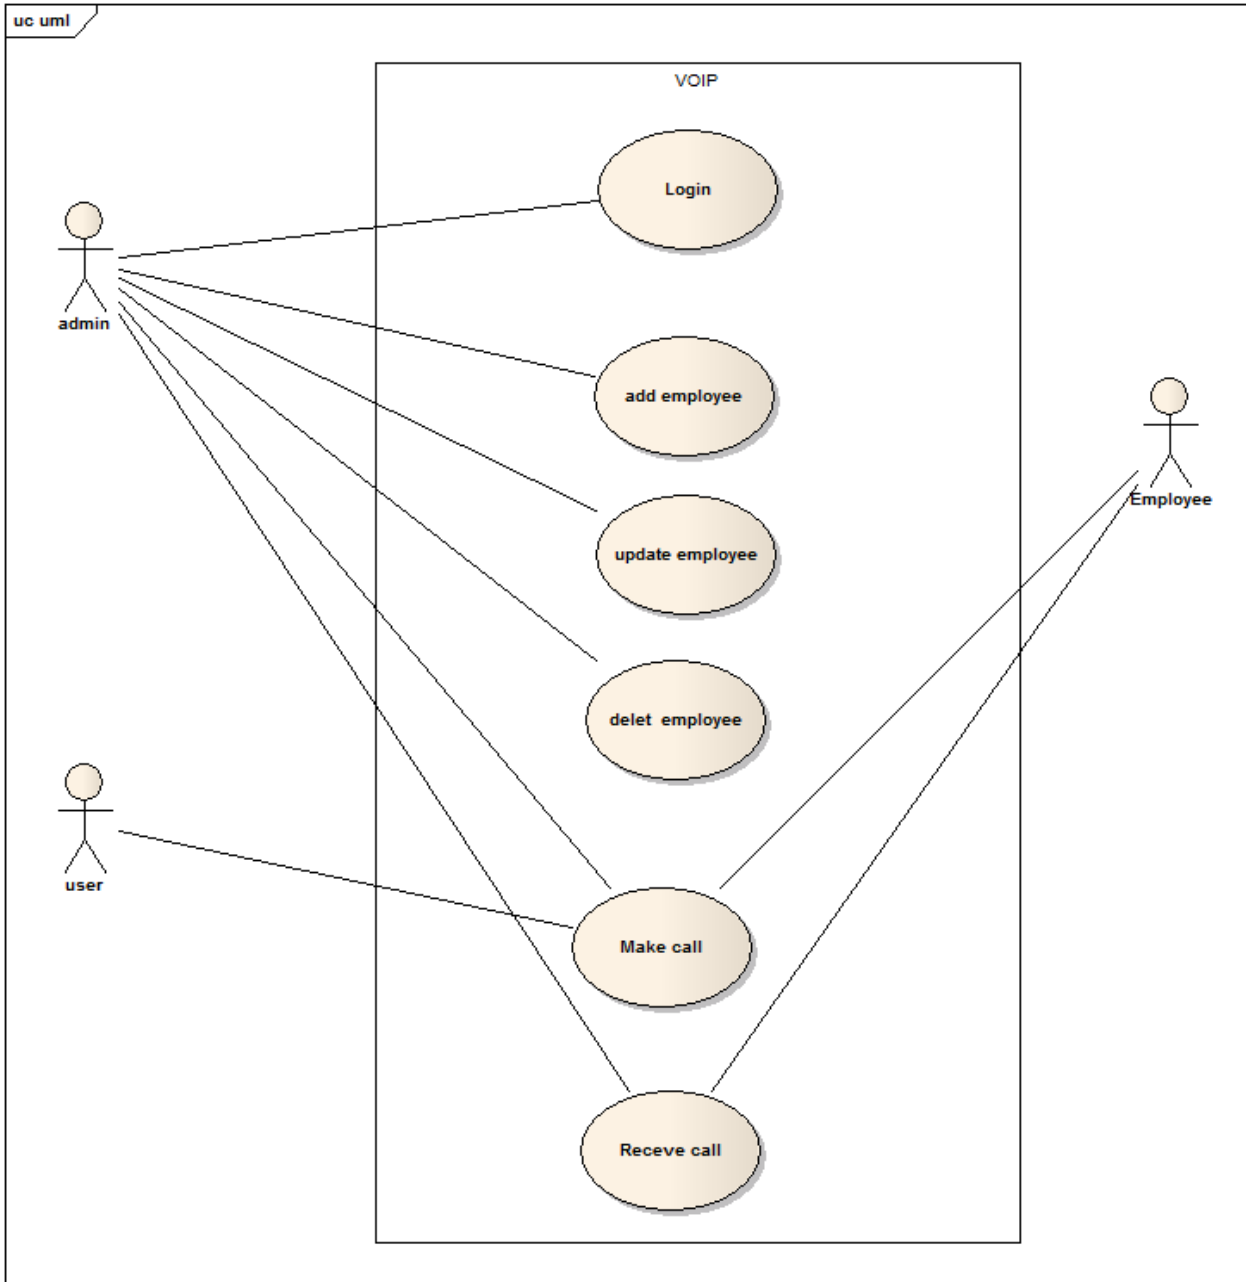 uc uml
VOIP
Login
admin
add employee
Employee
update employee
delet  employee
user
Make call
Receve call